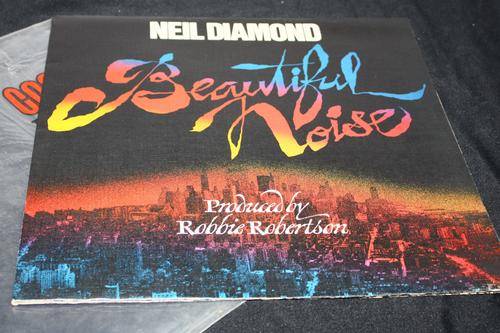 NEIL DIAMOND
Beautiful
Noise
Produced by
Robbie Robertson